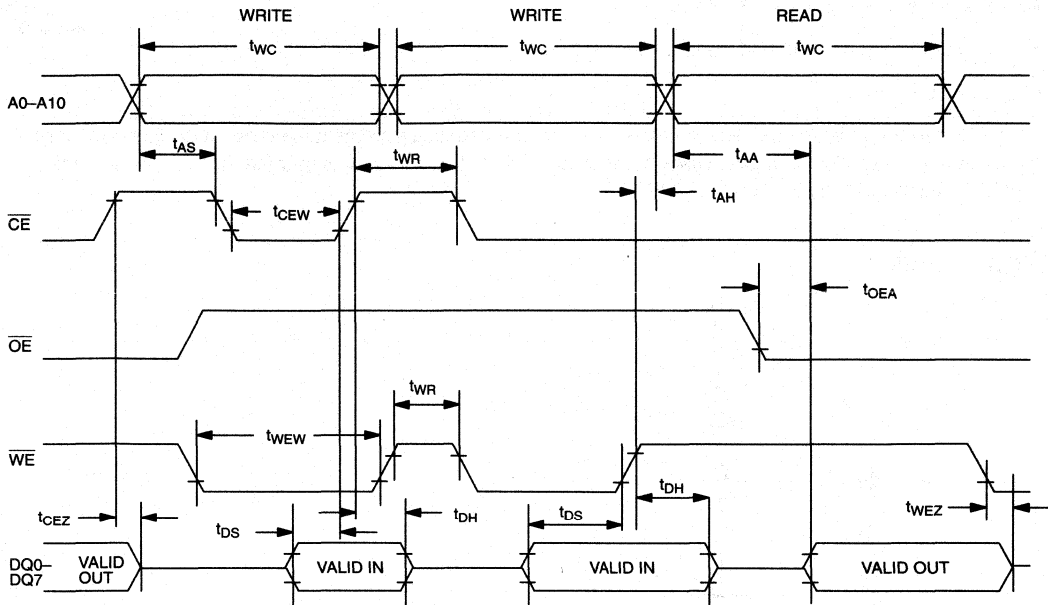 WRITE WRITE READ
tWC tWC tWC
A0–A10
tAS tWR tAA
tAH
CE tCEW
tOEA
OE
tWR
tWEW
WE
tDH
tCEZ tDS tDH tDS tWEZ
DQ0–DQ7 VALID OUT VALID IN VALID IN VALID OUT